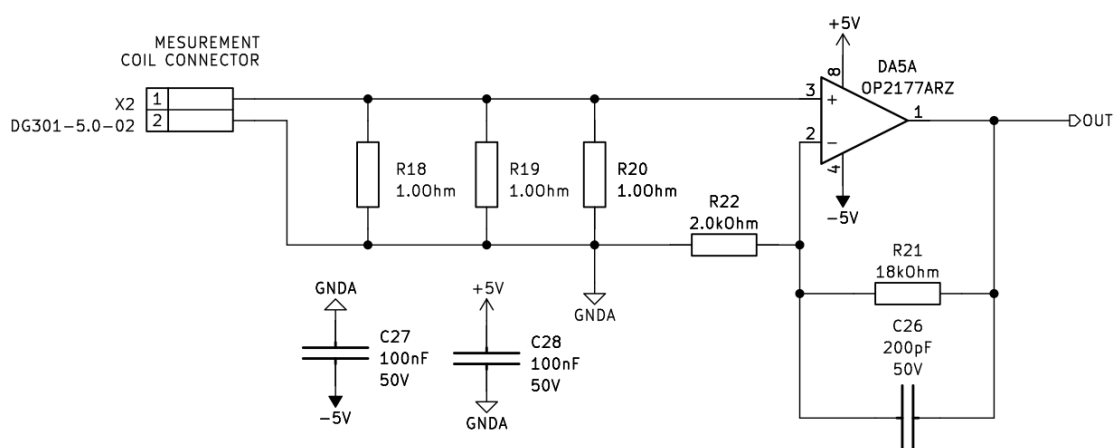 MESUREMENT
COIL CONNECTOR
X2
DG301-5.0-02
1
2
R18
1.0Ohm
R19
1.0Ohm
R20
1.0Ohm
R22
2.0kOhm
GNDA
+5V
8
DA5A
OP2177ARZ
3
+
2
-
1
4
-5V
OUT
R21
18kOhm
C26
200pF
50V
GNDA
C27
100nF
50V
-5V
+5V
C28
100nF
50V
GNDA